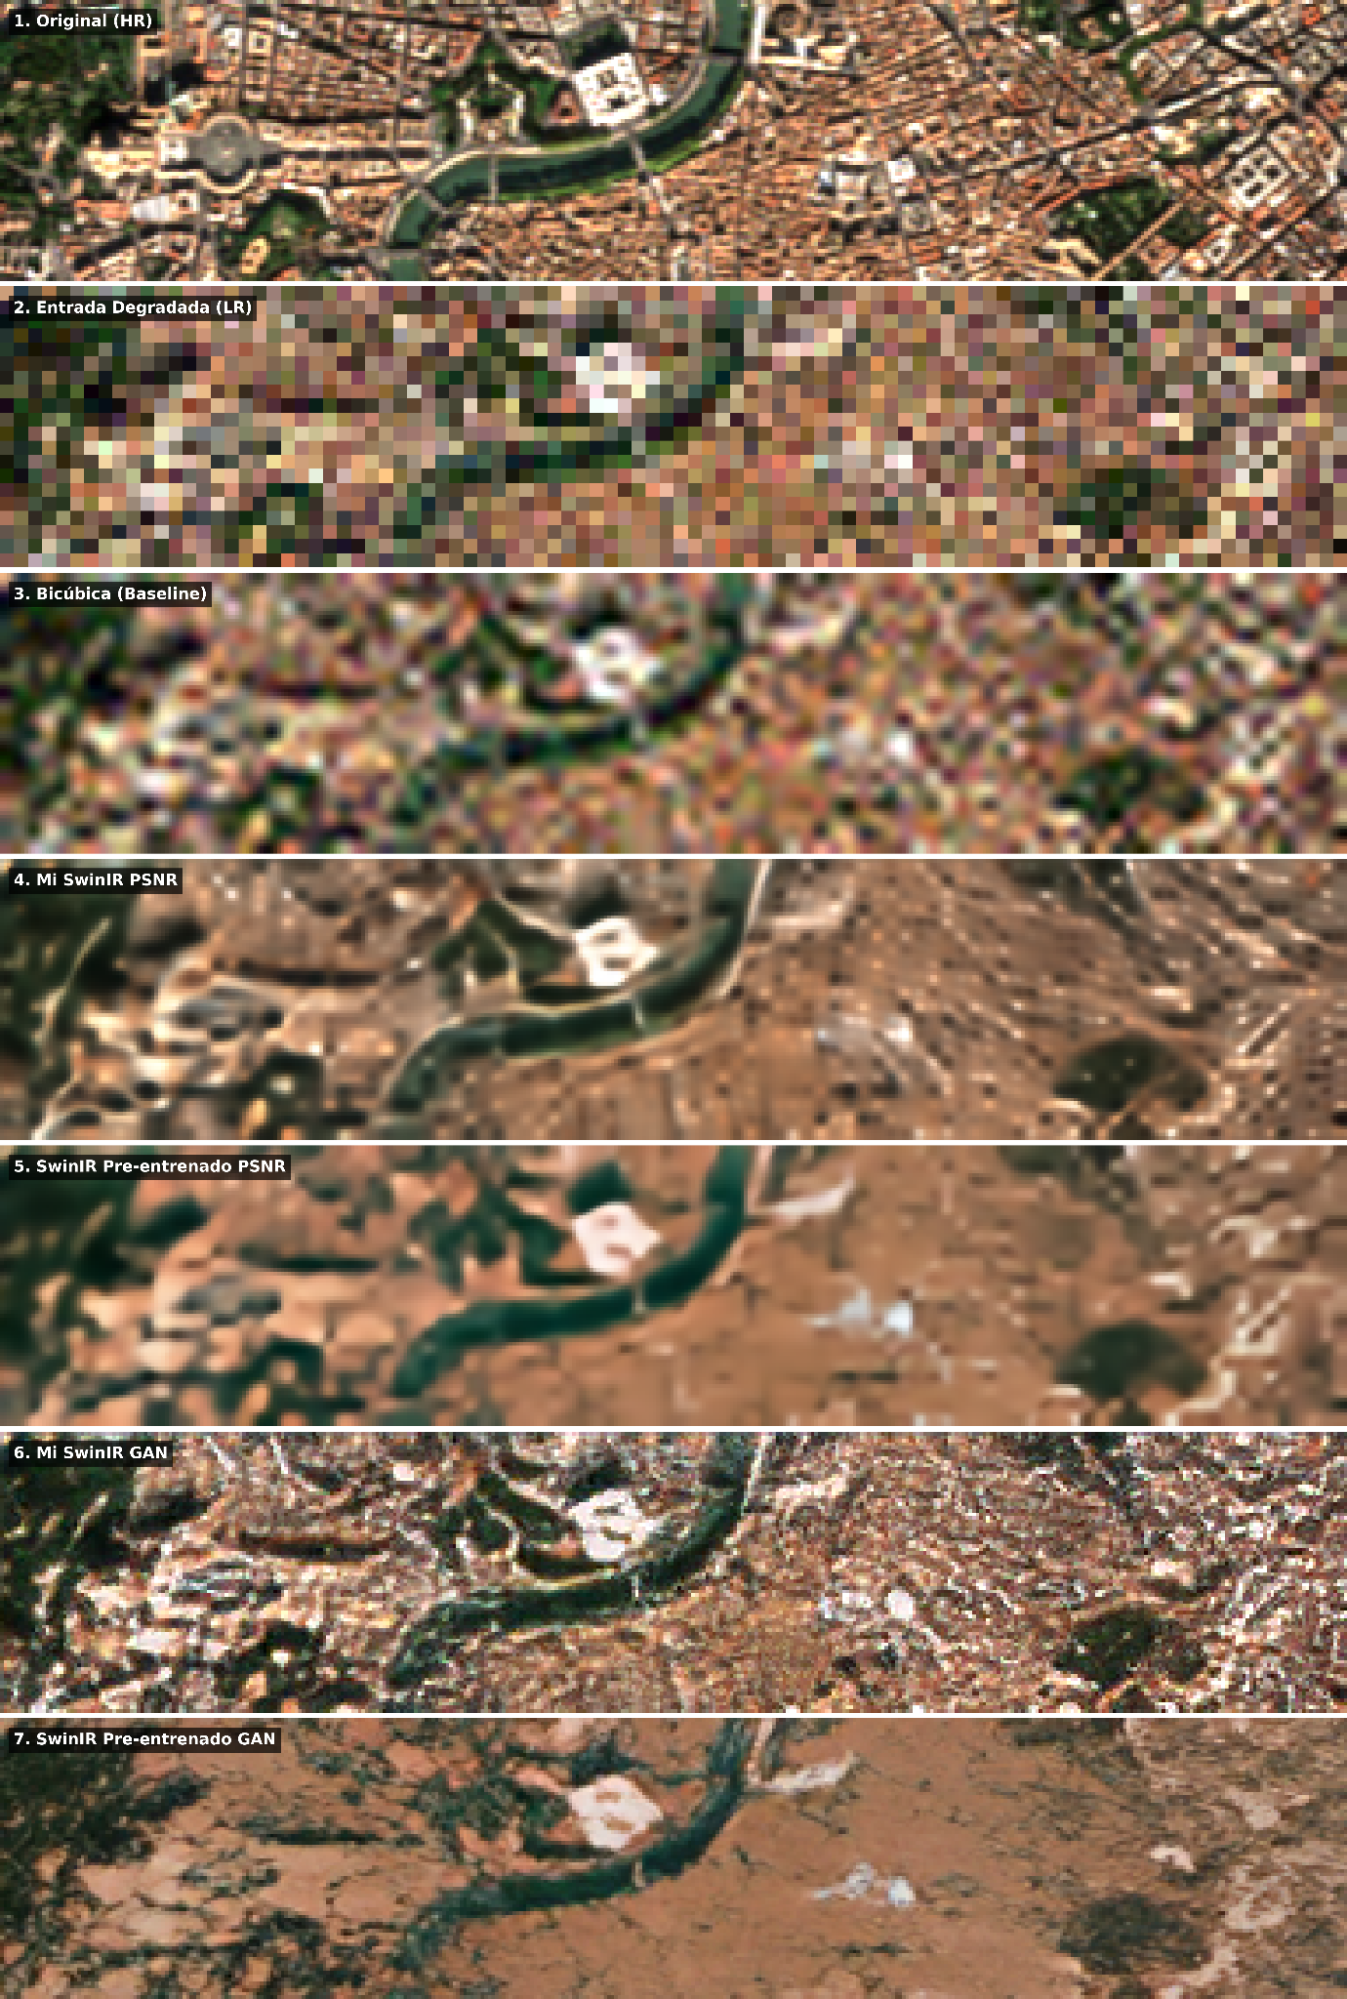 1. Original (HR)
2. Entrada Degradada (LR)
3. Bicúbica (Baseline)
4. Mi SwinIR PSNR
5. SwinIR Pre-entrenado PSNR
6. Mi SwinIR GAN
7. SwinIR Pre-entrenado GAN